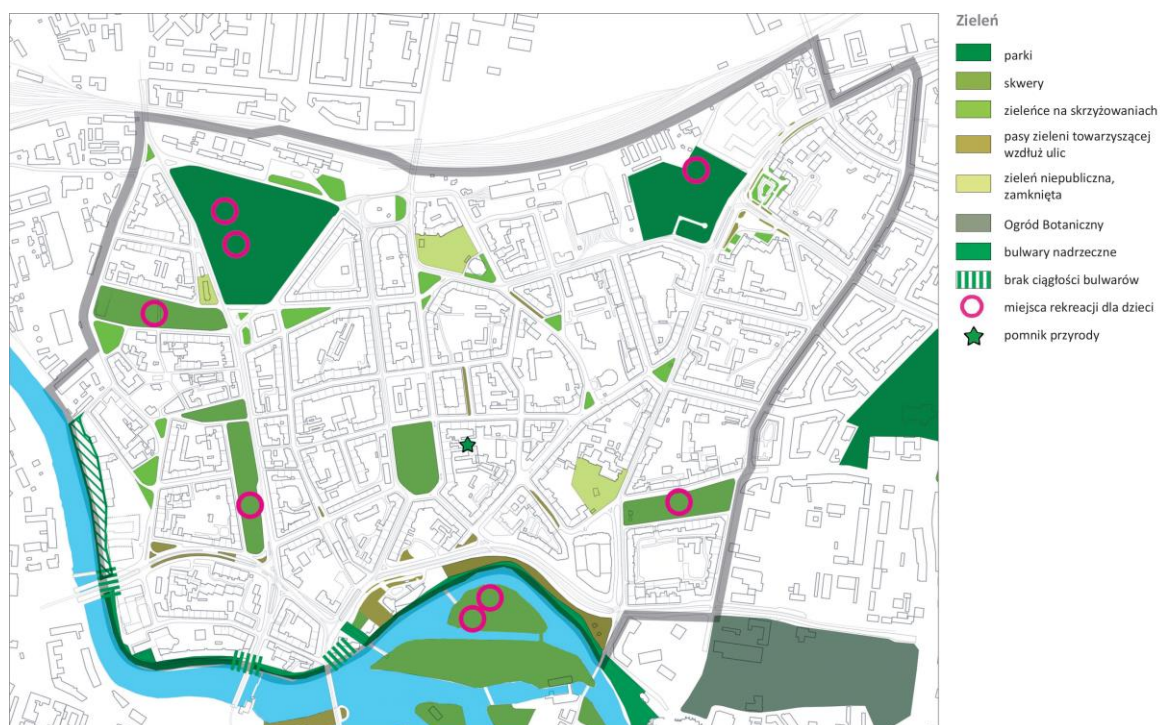 Zieleń
parki
skwery
zieleńce na skrzyżowaniach
pasy zieleni towarzyszącej
wzdłuż ulic
zieleń niepubliczna,
zamknięta
Ogród Botaniczny
bulwary nadrzeczne
brak ciągłości bulwarów
miejsca rekreacji dla dzieci
pomnik przyrody